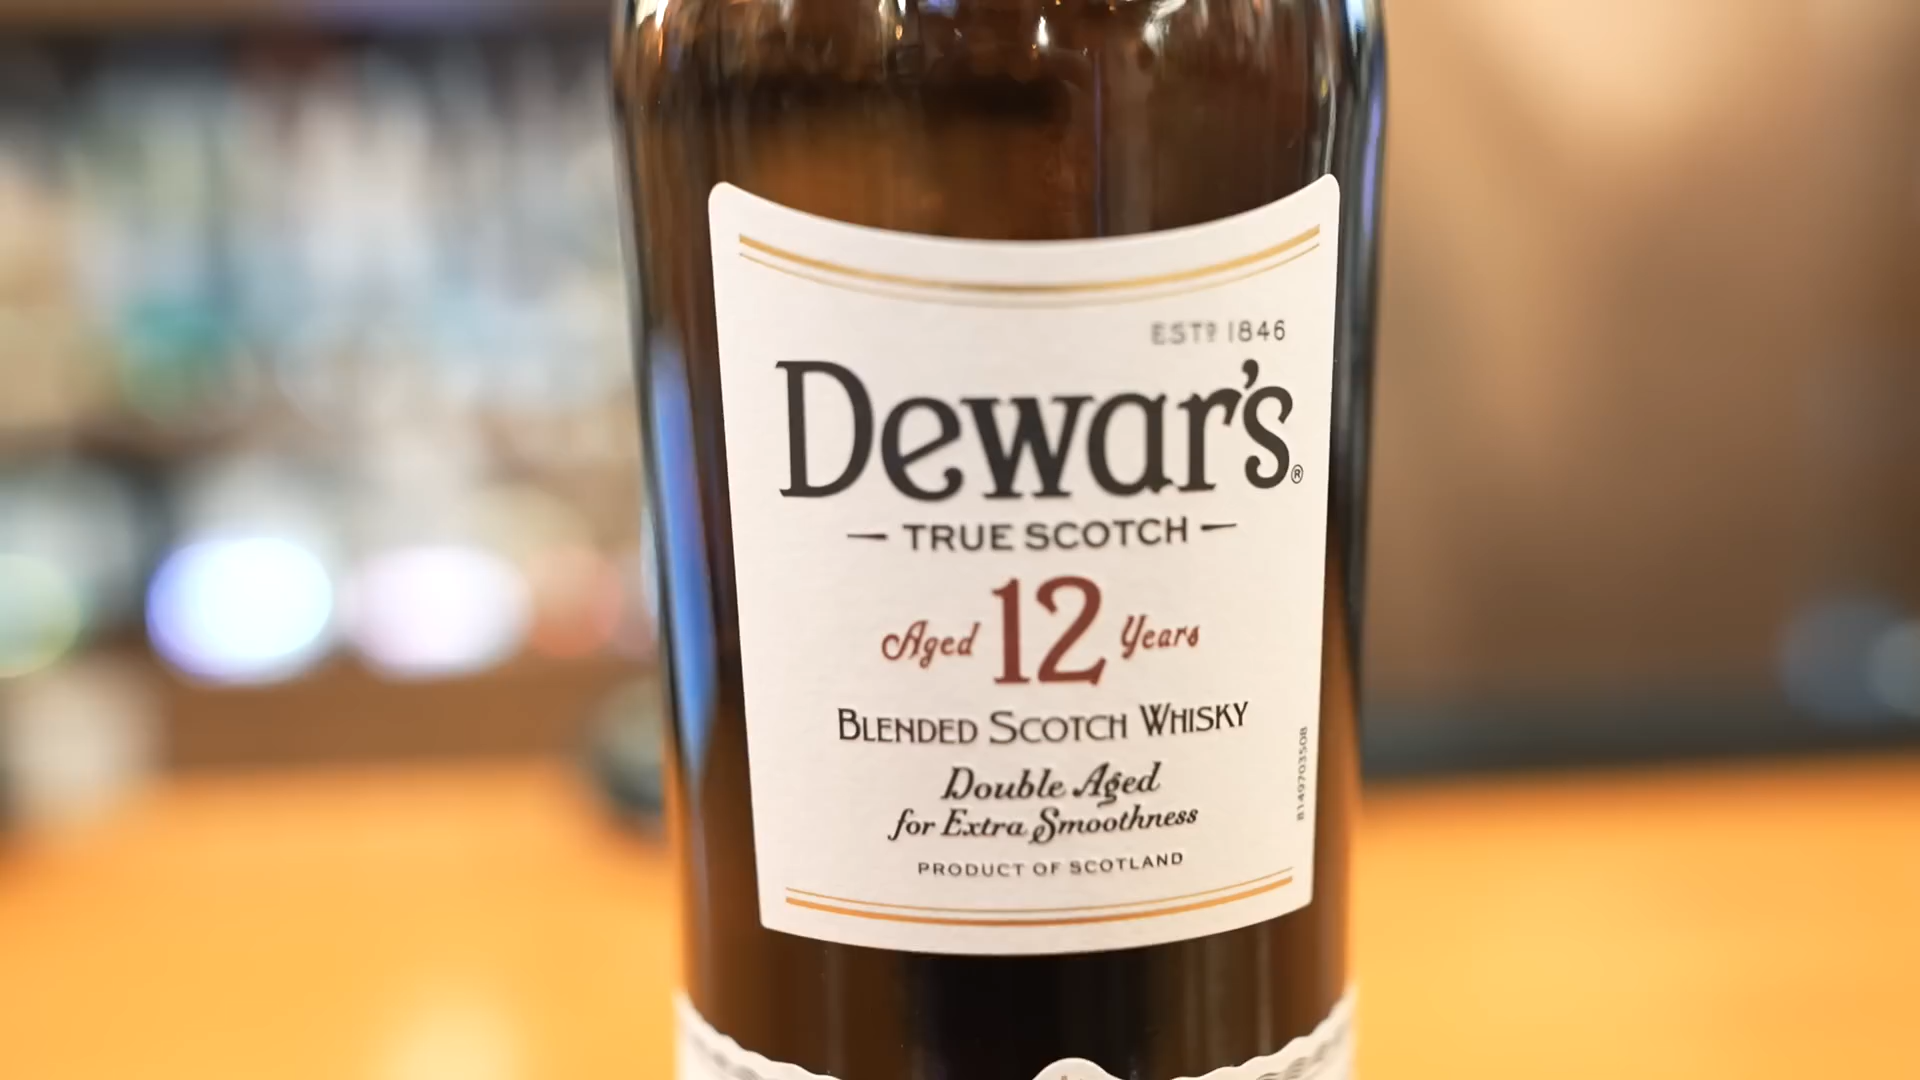 ESTD 1846
Dewar's®
TRUE SCOTCH
Aged 12 Years
BLENDED SCOTCH WHISKY
Double Aged
for Extra Smoothness
PRODUCT OF SCOTLAND